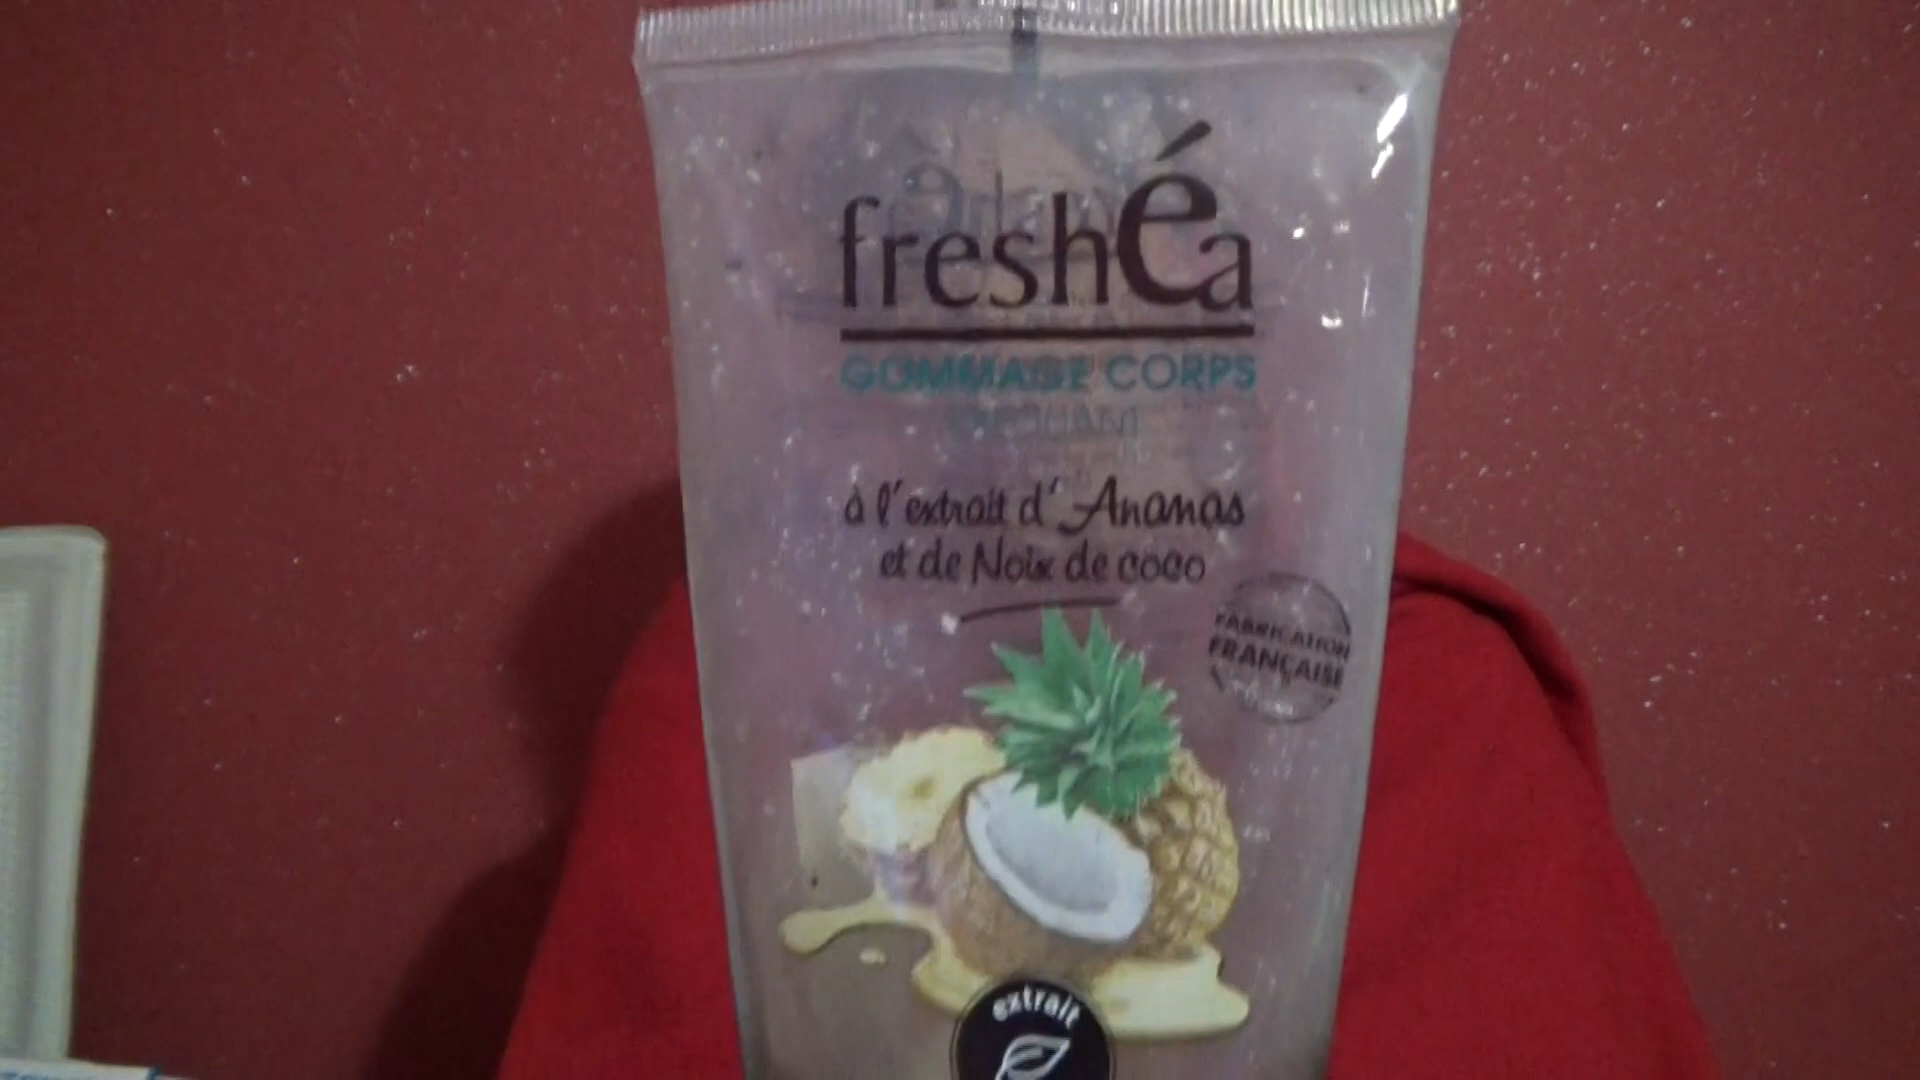 freshéa
GOMMAGE CORPS
à l'extrait d'Ananas
et de Noix de coco
FABRICATION
FRANÇAISE
extrait